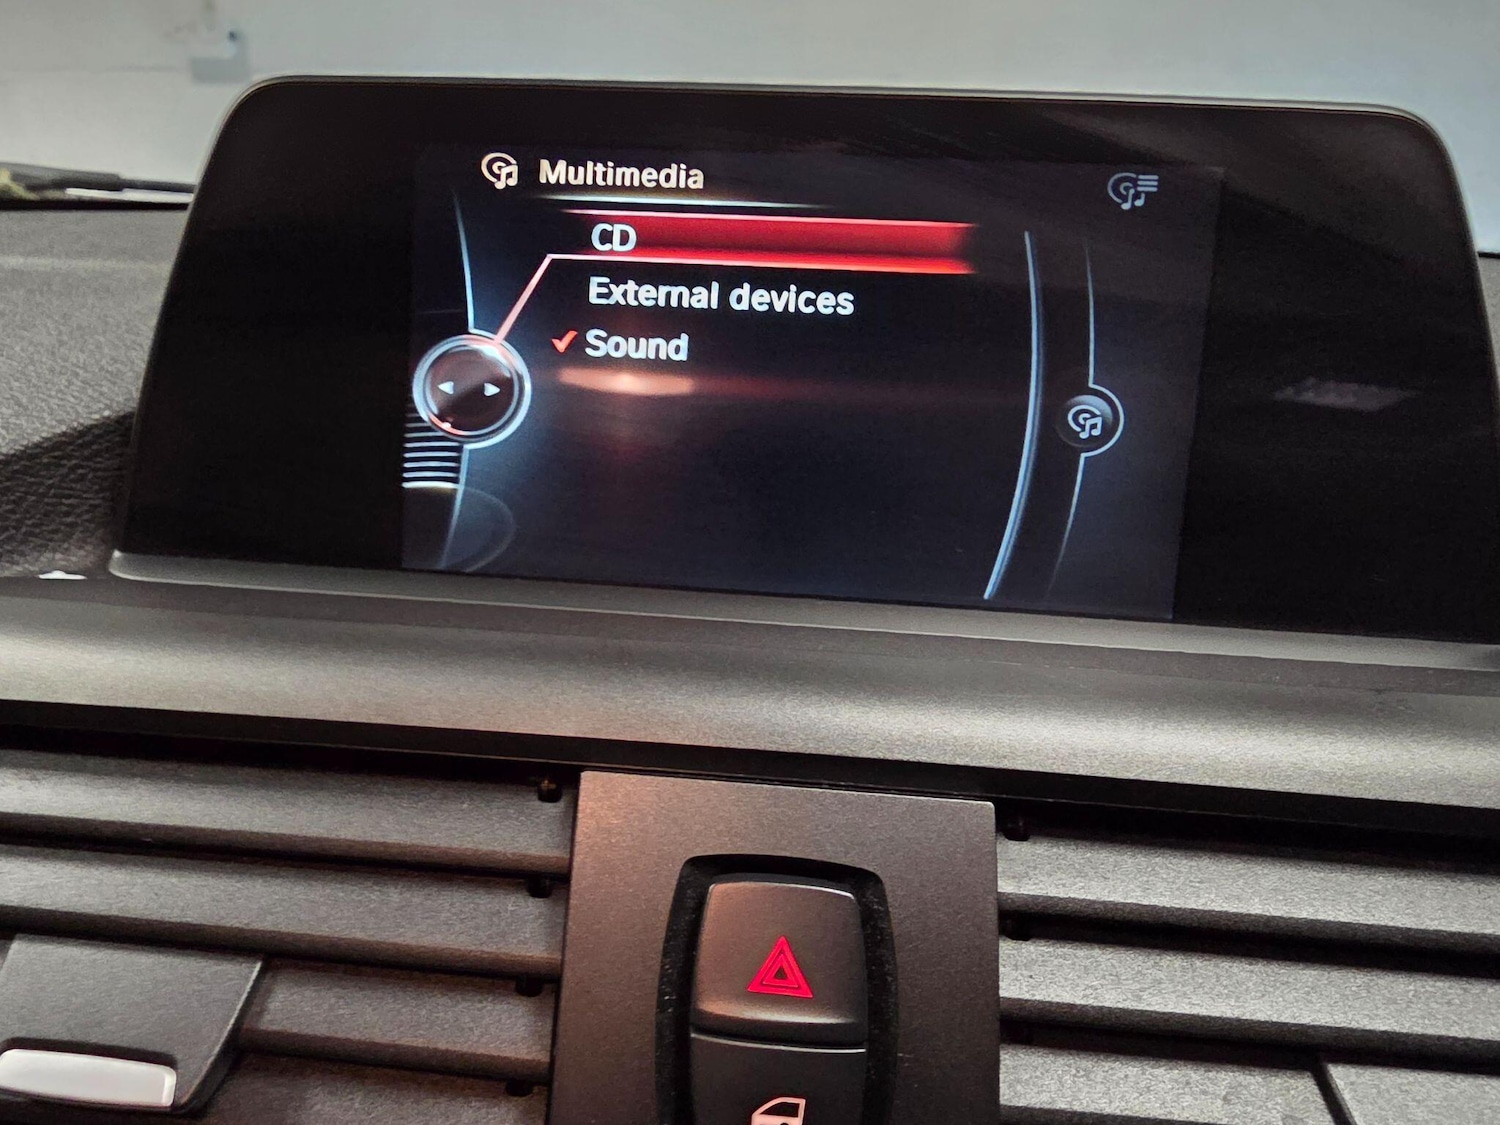 Multimedia
CD
External devices
Sound